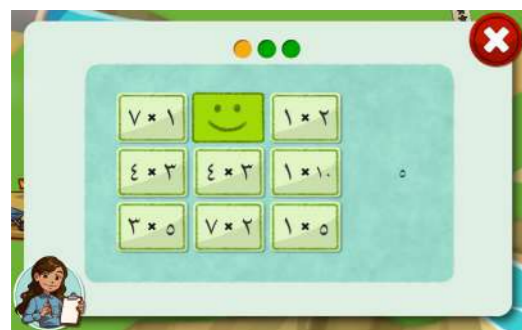 ٧ × ١
١ × ٢
٤ × ٣
٤ × ٣
١ × ١٠
٣ × ٥
٧ × ٢
١ × ٥
٥